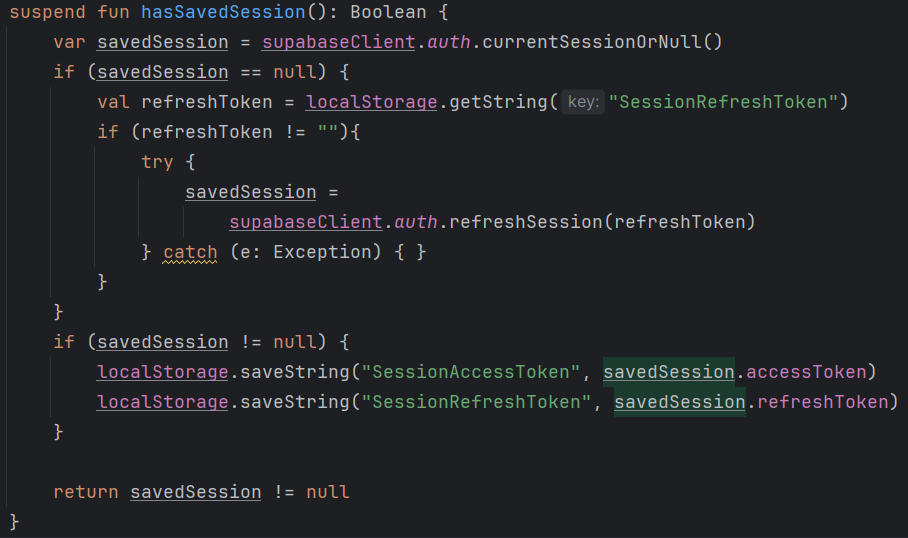 suspend fun hasSavedSession(): Boolean {
    var savedSession = supabaseClient.auth.currentSessionOrNull()
    if (savedSession == null) {
        val refreshToken = localStorage.getString( key: "SessionRefreshToken")
        if (refreshToken != ""){
            try {
                savedSession =
                    supabaseClient.auth.refreshSession(refreshToken)
            } catch (e: Exception) { }
        }
    }
    if (savedSession != null) {
        localStorage.saveString("SessionAccessToken", savedSession.accessToken)
        localStorage.saveString("SessionRefreshToken", savedSession.refreshToken)
    }

    return savedSession != null
}